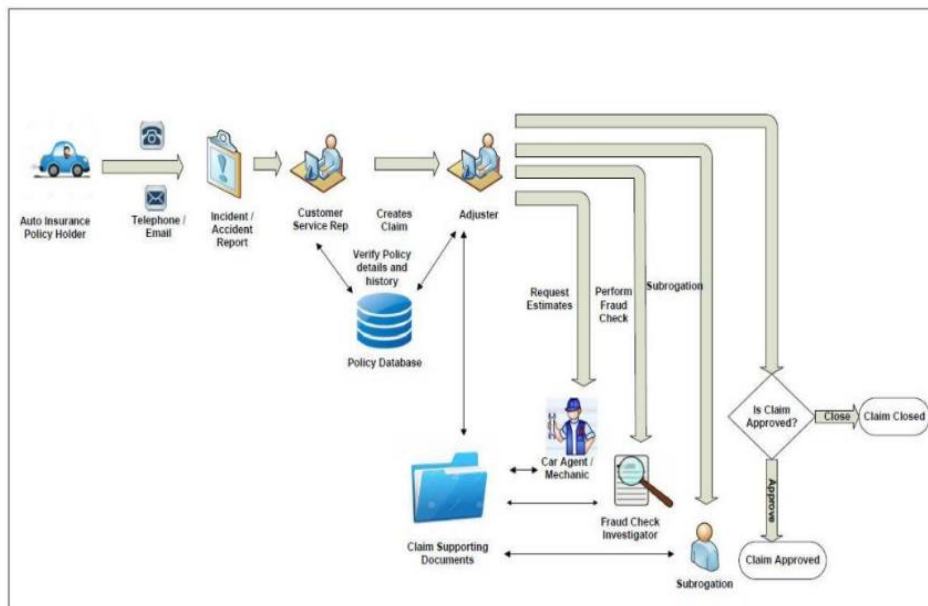 Auto Insurance
Policy Holder
Telephone /
Email
Incident /
Accident
Report
Customer
Service Rep
Creates
Claim
Adjuster
Verify Policy
details and
history
Policy Database
Request
Estimates
Perform
Fraud
Check
Subrogation
Is Claim
Approved?
Close
Claim Closed
Approve
Claim Approved
Car Agent /
Mechanic
Fraud Check
Investigator
Claim Supporting
Documents
Subrogation